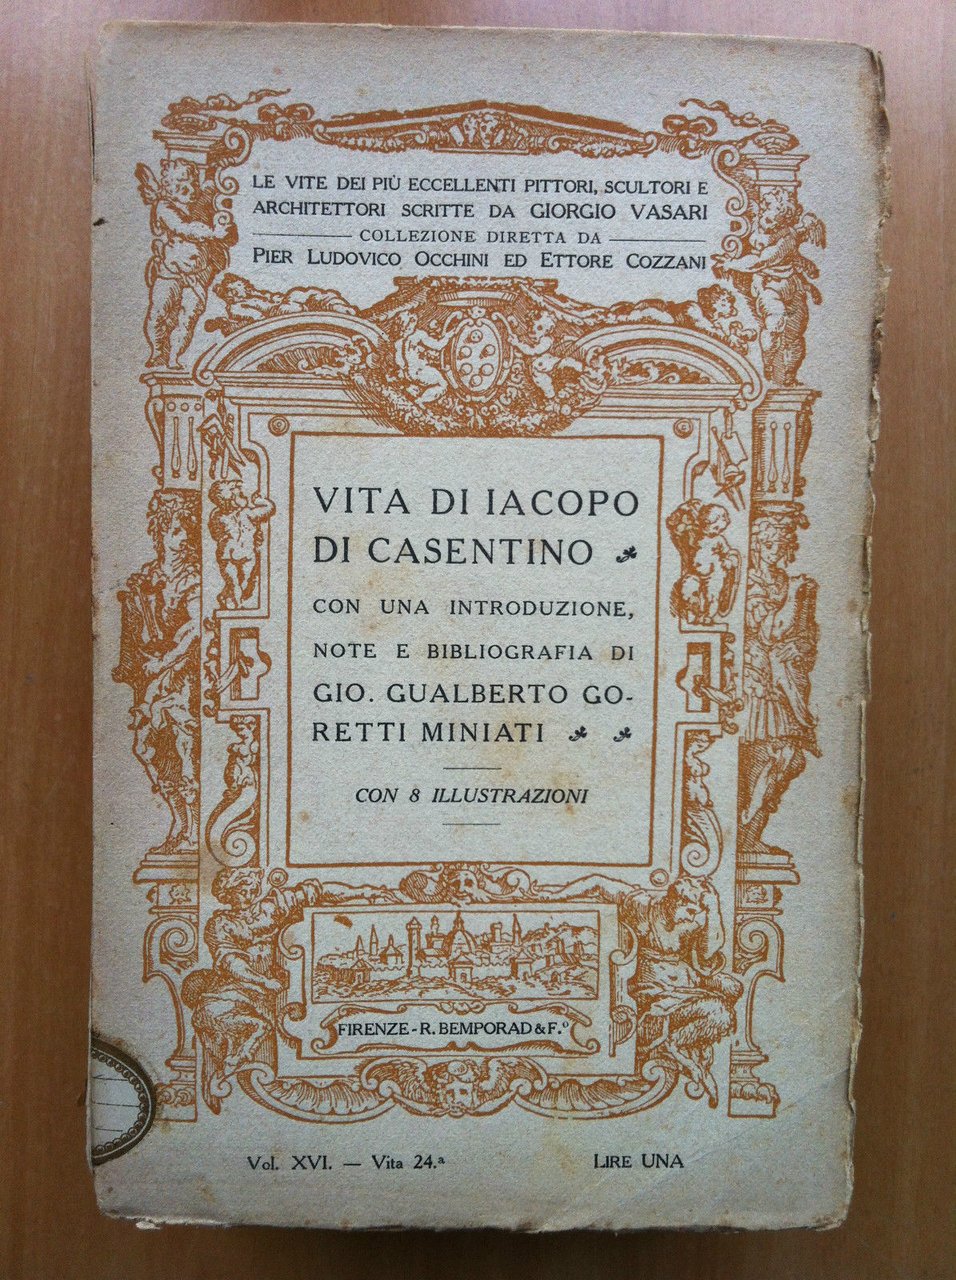 LE VITE DEI PIÙ ECCELLENTI PITTORI, SCULTORI E
ARCHITETTORI SCRITTE DA GIORGIO VASARI
COLLEZIONE DIRETTA DA
PIER LUDOVICO OCCHINI ED ETTORE COZZANI
VITA DI IACOPO
DI CASENTINO
CON UNA INTRODUZIONE,
NOTE E BIBLIOGRAFIA DI
GIO. GUALBERTO GO-
RETTI MINIATI
CON 8 ILLUSTRAZIONI
FIRENZE-R. BEMPORAD & F.º
Vol. XVI. — Vita 24.ª
LIRE UNA